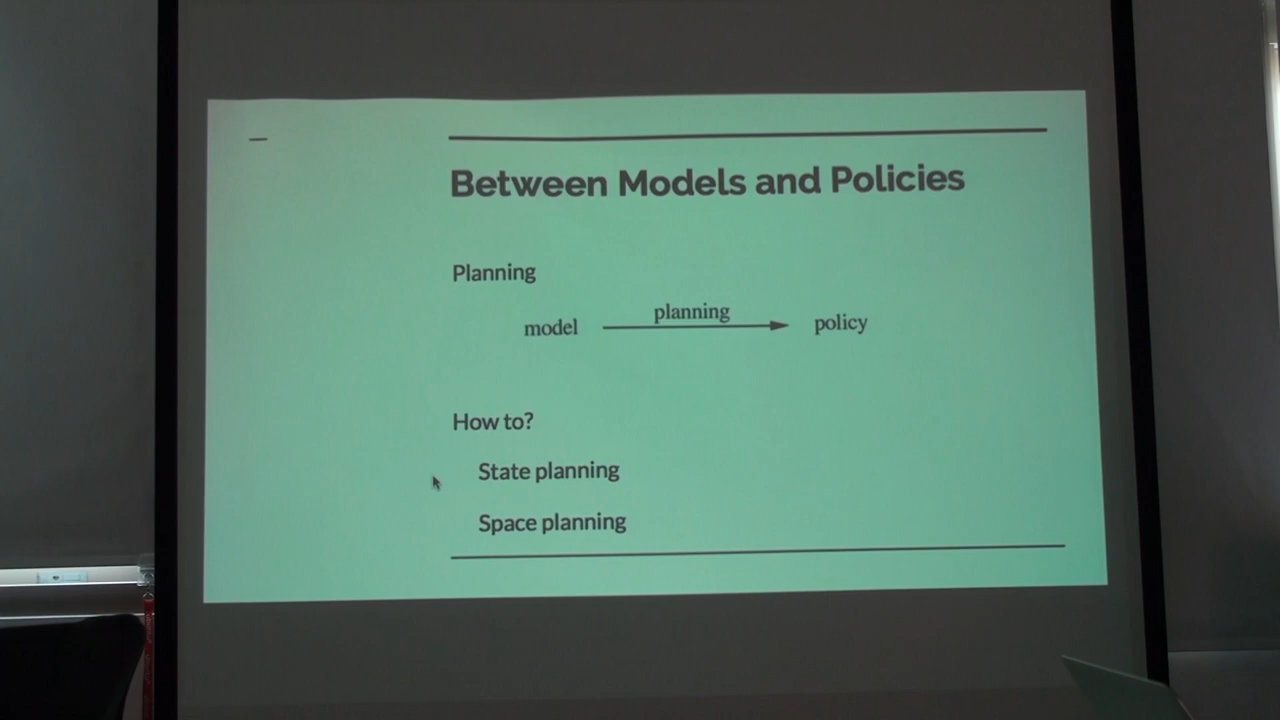 Between Models and Policies
Planning
planning
model policy
How to?
State planning
Space planning